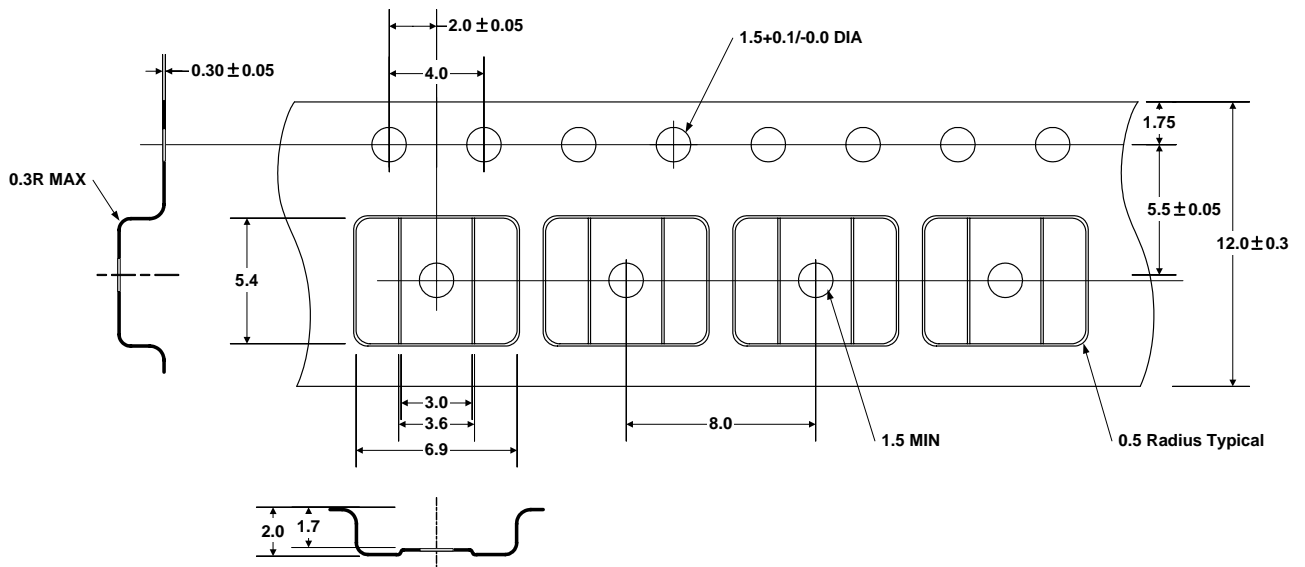 2.0 ± 0.05
1.5+0.1/-0.0 DIA
0.30 ± 0.05
4.0
1.75
0.3R MAX
5.5 ± 0.05
12.0 ± 0.3
5.4
3.0
3.6
6.9
8.0
1.5 MIN
0.5 Radius Typical
2.0
1.7